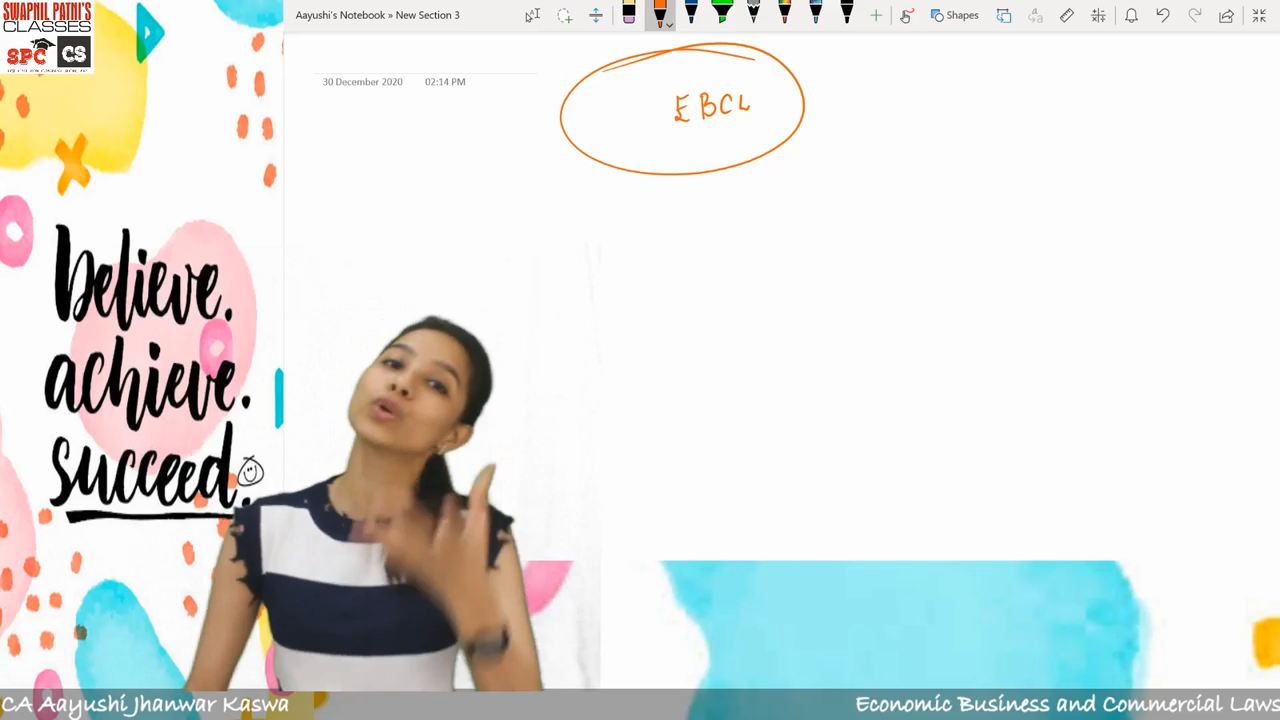 SWAPNIL PATNI'S
CLASSES
SPC CS
Aayushi's Notebook » New Section 3
Shapes
30 December 2020 02:14 PM
EBCL
believe.
achieve.
succeed.
CA Aayushi Jhanwar Kaswa
Economic Business and Commercial Laws